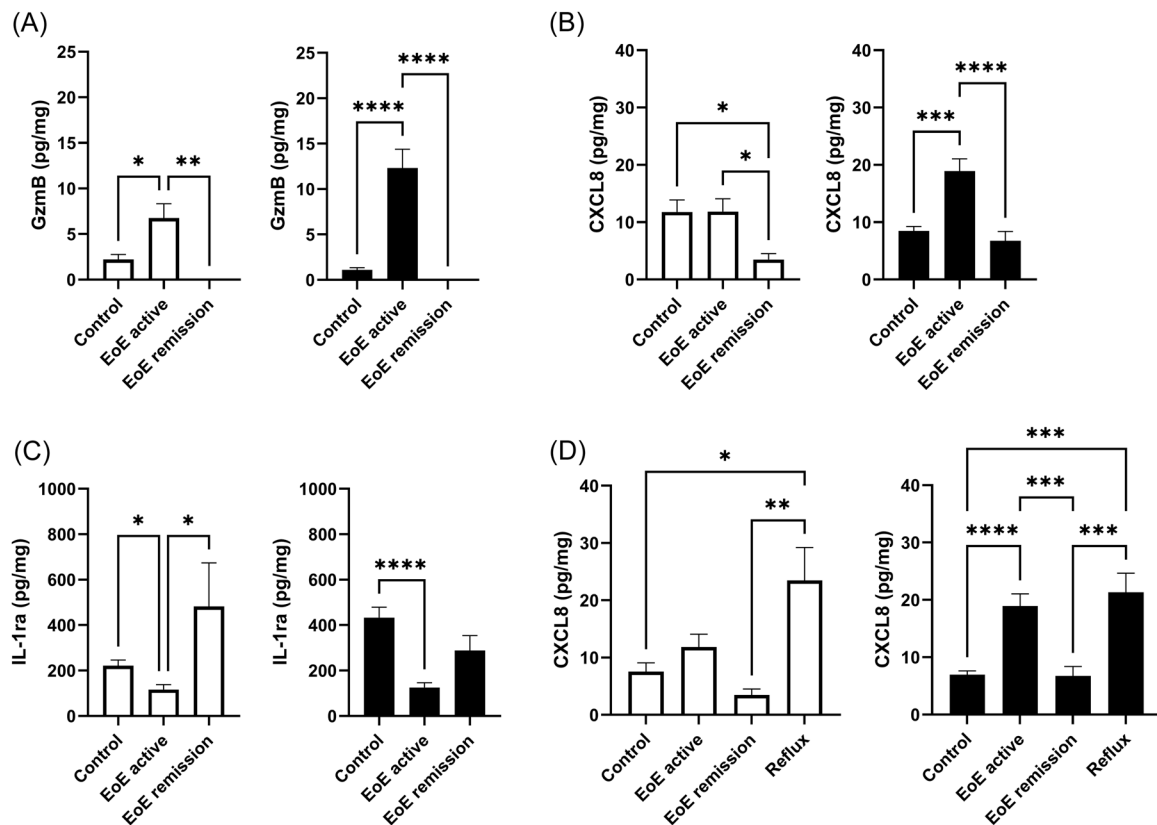 (A)
GzmB (pg/mg)
25
20
15
10
5
0
* **
Control
EoE active
EoE remission
GzmB (pg/mg)
25
20
15
10
5
0
****
****
Control
EoE active
EoE remission
(B)
CXCL8 (pg/mg)
40
30
20
10
0
*
*
Control
EoE active
EoE remission
CXCL8 (pg/mg)
40
30
20
10
0
****
***
Control
EoE active
EoE remission
(C)
IL-1ra (pg/mg)
1000
800
600
400
200
0
* *
Control
EoE active
EoE remission
IL-1ra (pg/mg)
1000
800
600
400
200
0
****
Control
EoE active
EoE remission
(D)
CXCL8 (pg/mg)
40
30
20
10
0
*
**
Control
EoE active
EoE remission
Reflux
CXCL8 (pg/mg)
40
30
20
10
0
***
***
**** ***
Control
EoE active
EoE remission
Reflux